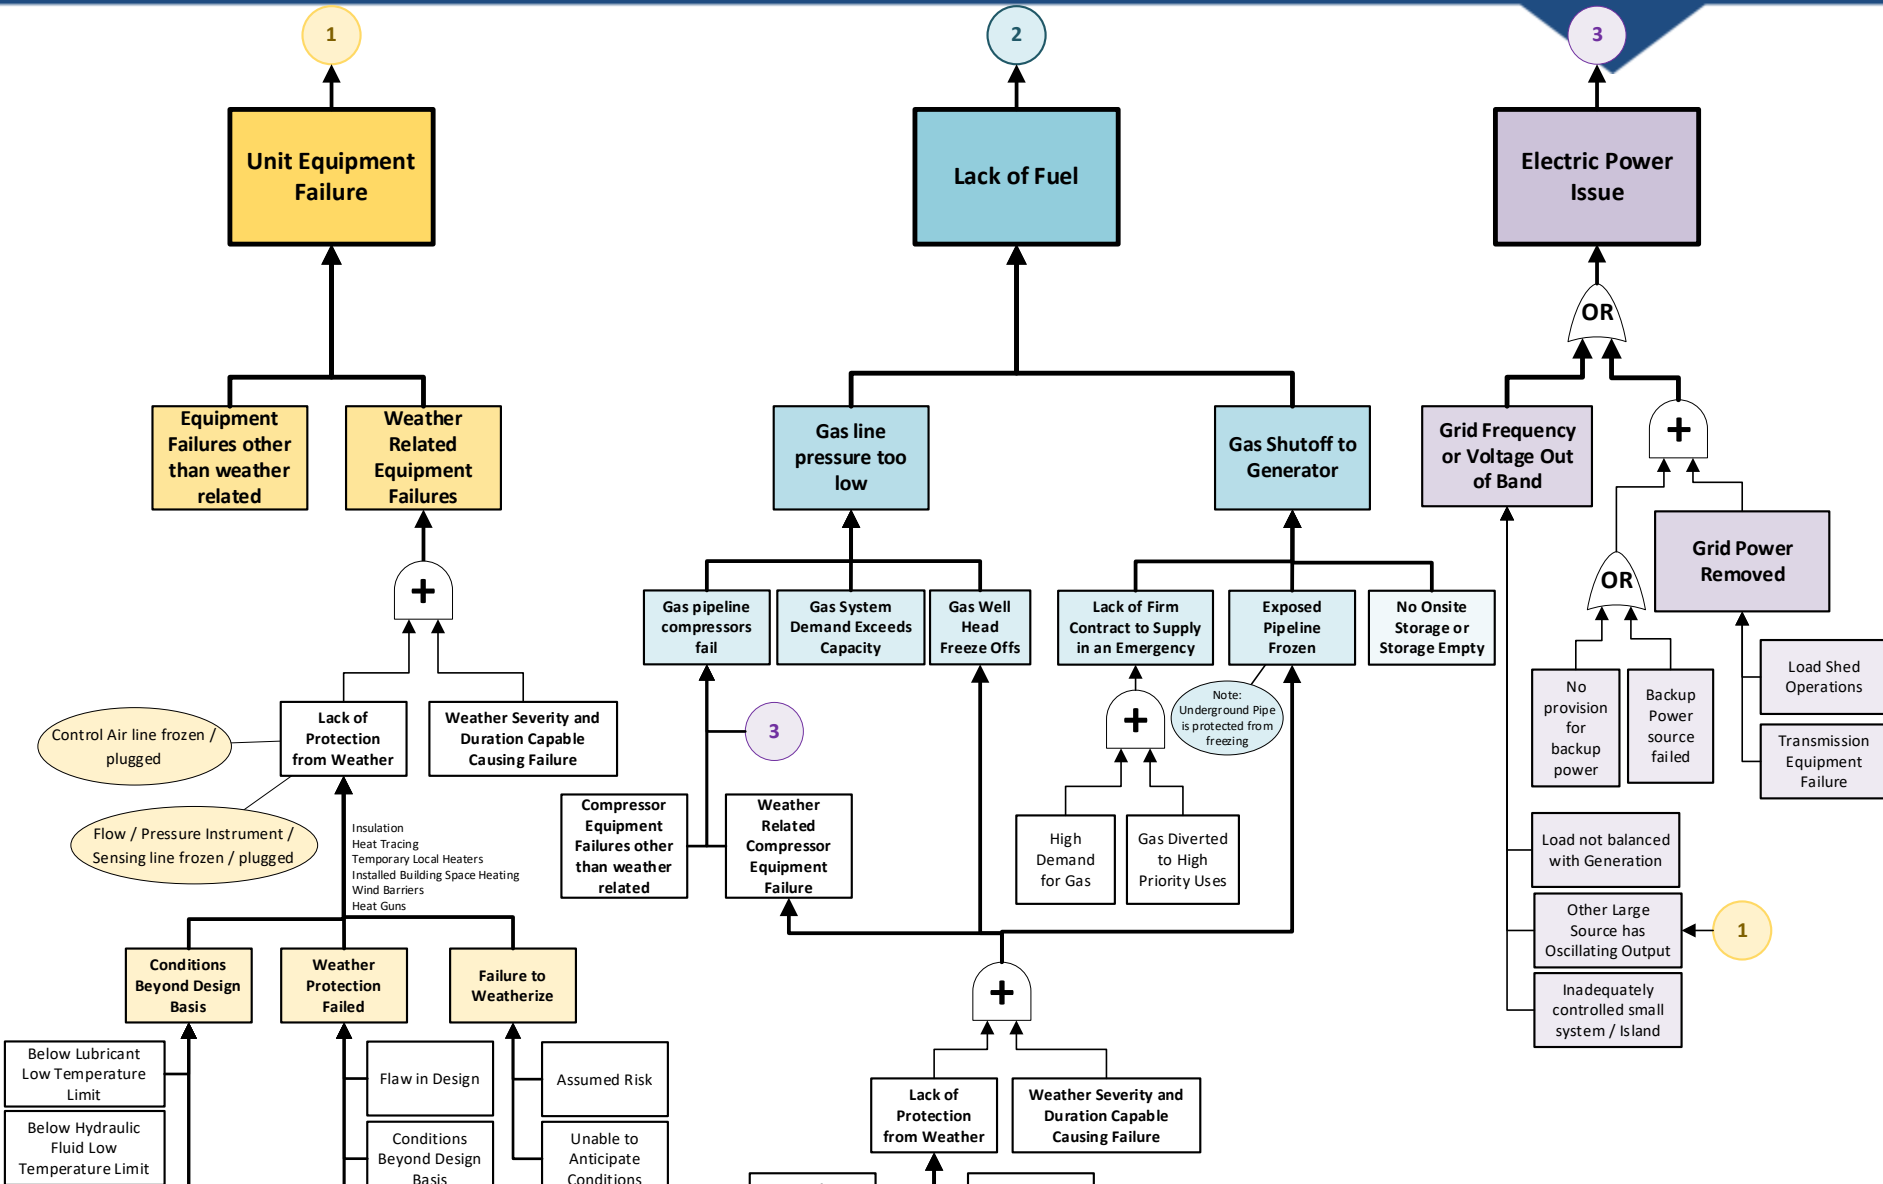 1
2
3
Unit Equipment
Failure
Lack of Fuel
Electric Power
Issue
OR
Equipment
Failures other
than weather
related
Weather
Related
Equipment
Failures
Gas line
pressure too
low
Gas Shutoff to
Generator
Grid Frequency
or Voltage Out
of Band
+
Grid Power
Removed
OR
+
Gas pipeline
compressors
fail
Gas System
Demand Exceeds
Capacity
Gas Well
Head
Freeze Offs
Lack of Firm
Contract to Supply
in an Emergency
Exposed
Pipeline
Frozen
No Onsite
Storage or
Storage Empty
No
provision
for
backup
power
Backup
Power
source
failed
Load Shed
Operations
Transmission
Equipment
Failure
Control Air line frozen /
plugged
Lack of
Protection
from Weather
Weather Severity and
Duration Capable
Causing Failure
3
+
Note:
Underground Pipe
is protected from
freezing
Flow / Pressure Instrument /
Sensing line frozen / plugged
Insulation
Heat Tracing
Temporary Local Heaters
Installed Building Space Heating
Wind Barriers
Heat Guns
Compressor
Equipment
Failures other
than weather
related
Weather
Related
Compressor
Equipment
Failure
High
Demand
for Gas
Gas Diverted
to High
Priority Uses
Load not balanced
with Generation
Other Large
Source has
Oscillating Output
1
Inadequately
controlled small
system / Island
Conditions
Beyond Design
Basis
Weather
Protection
Failed
Failure to
Weatherize
+
Below Lubricant
Low Temperature
Limit
Flaw in Design
Assumed Risk
Lack of
Protection
from Weather
Weather Severity and
Duration Capable
Causing Failure
Below Hydraulic
Fluid Low
Temperature Limit
Conditions
Beyond Design
Basis
Unable to
Anticipate
Conditions